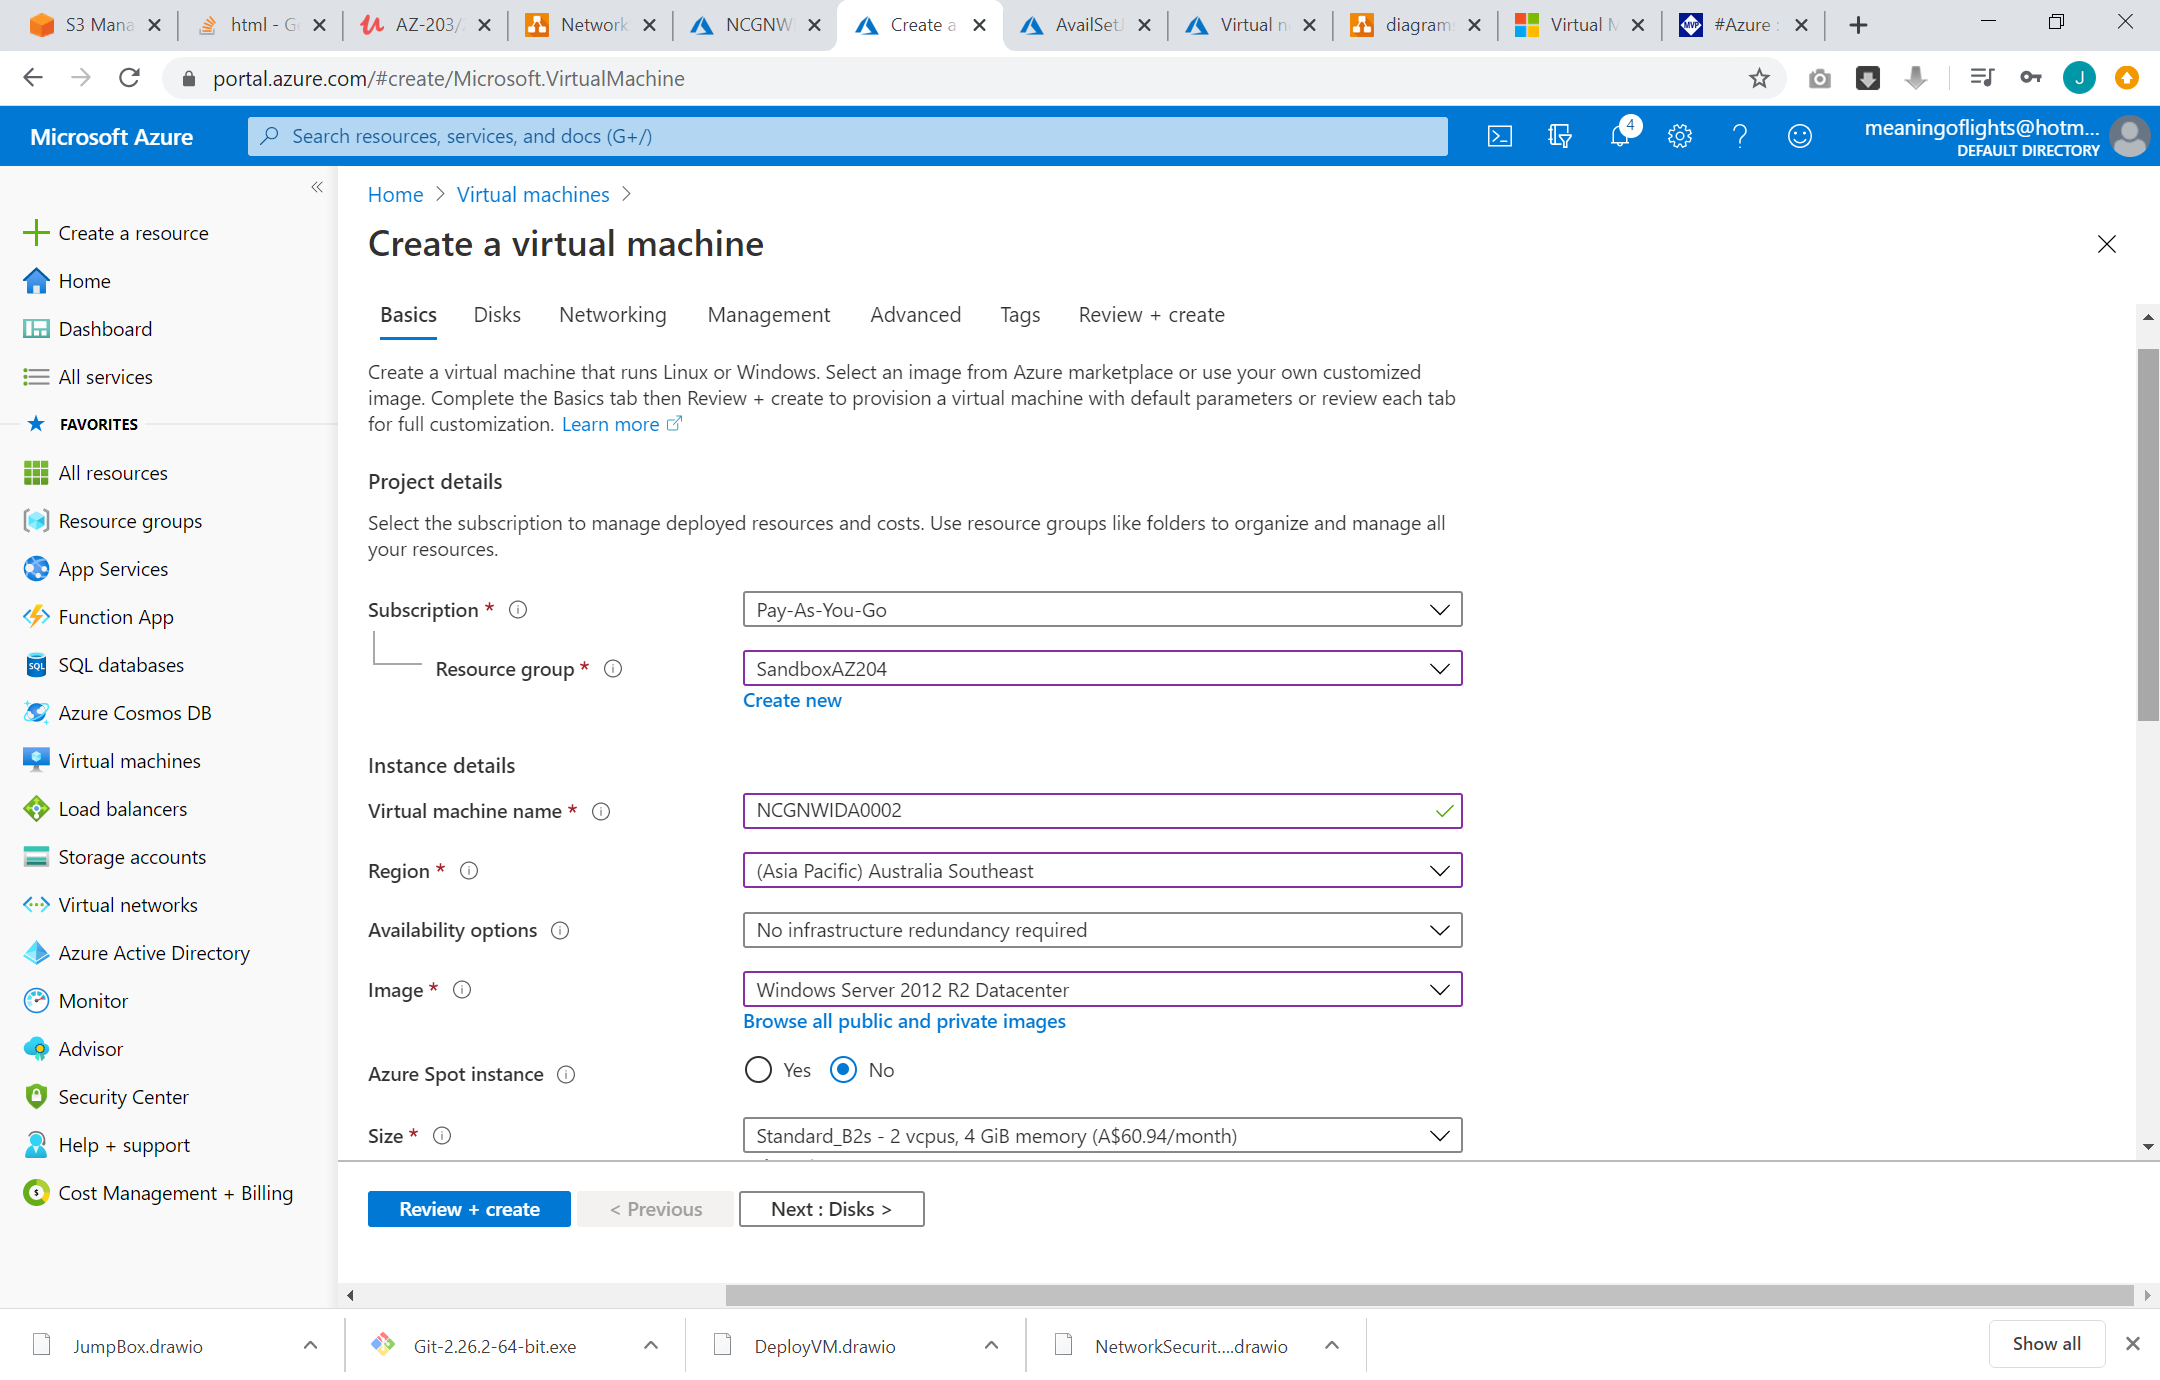 S3 Mana
html - G
AZ-203/
Network
NCGNW
Create a
AvailSet
Virtual n
diagram
Virtual M
MVP
#Azure :
portal.azure.com/#create/Microsoft.VirtualMachine
J
Microsoft Azure
Search resources, services, and docs (G+/)
4
meaningoflights@hotm...
DEFAULT DIRECTORY
Create a resource
Home
Dashboard
All services
FAVORITES
All resources
Resource groups
App Services
Function App
SQL
SQL databases
Azure Cosmos DB
Virtual machines
Load balancers
Storage accounts
Virtual networks
Azure Active Directory
Monitor
Advisor
Security Center
Help + support
Cost Management + Billing
Home > Virtual machines >
Create a virtual machine
Basics Disks Networking Management Advanced Tags Review + create
Create a virtual machine that runs Linux or Windows. Select an image from Azure marketplace or use your own customized
image. Complete the Basics tab then Review + create to provision a virtual machine with default parameters or review each tab
for full customization. Learn more
Project details
Select the subscription to manage deployed resources and costs. Use resource groups like folders to organize and manage all
your resources.
Subscription * Pay-As-You-Go
Resource group * SandboxAZ204
Create new
Instance details
Virtual machine name * NCGNWIDA0002
Region * (Asia Pacific) Australia Southeast
Availability options No infrastructure redundancy required
Image * Windows Server 2012 R2 Datacenter
Browse all public and private images
Azure Spot instance Yes No
Size * Standard_B2s - 2 vcpus, 4 GiB memory (A$60.94/month)
Review + create < Previous Next : Disks >
JumpBox.drawio
Git-2.26.2-64-bit.exe
DeployVM.drawio
NetworkSecurit....drawio
Show all